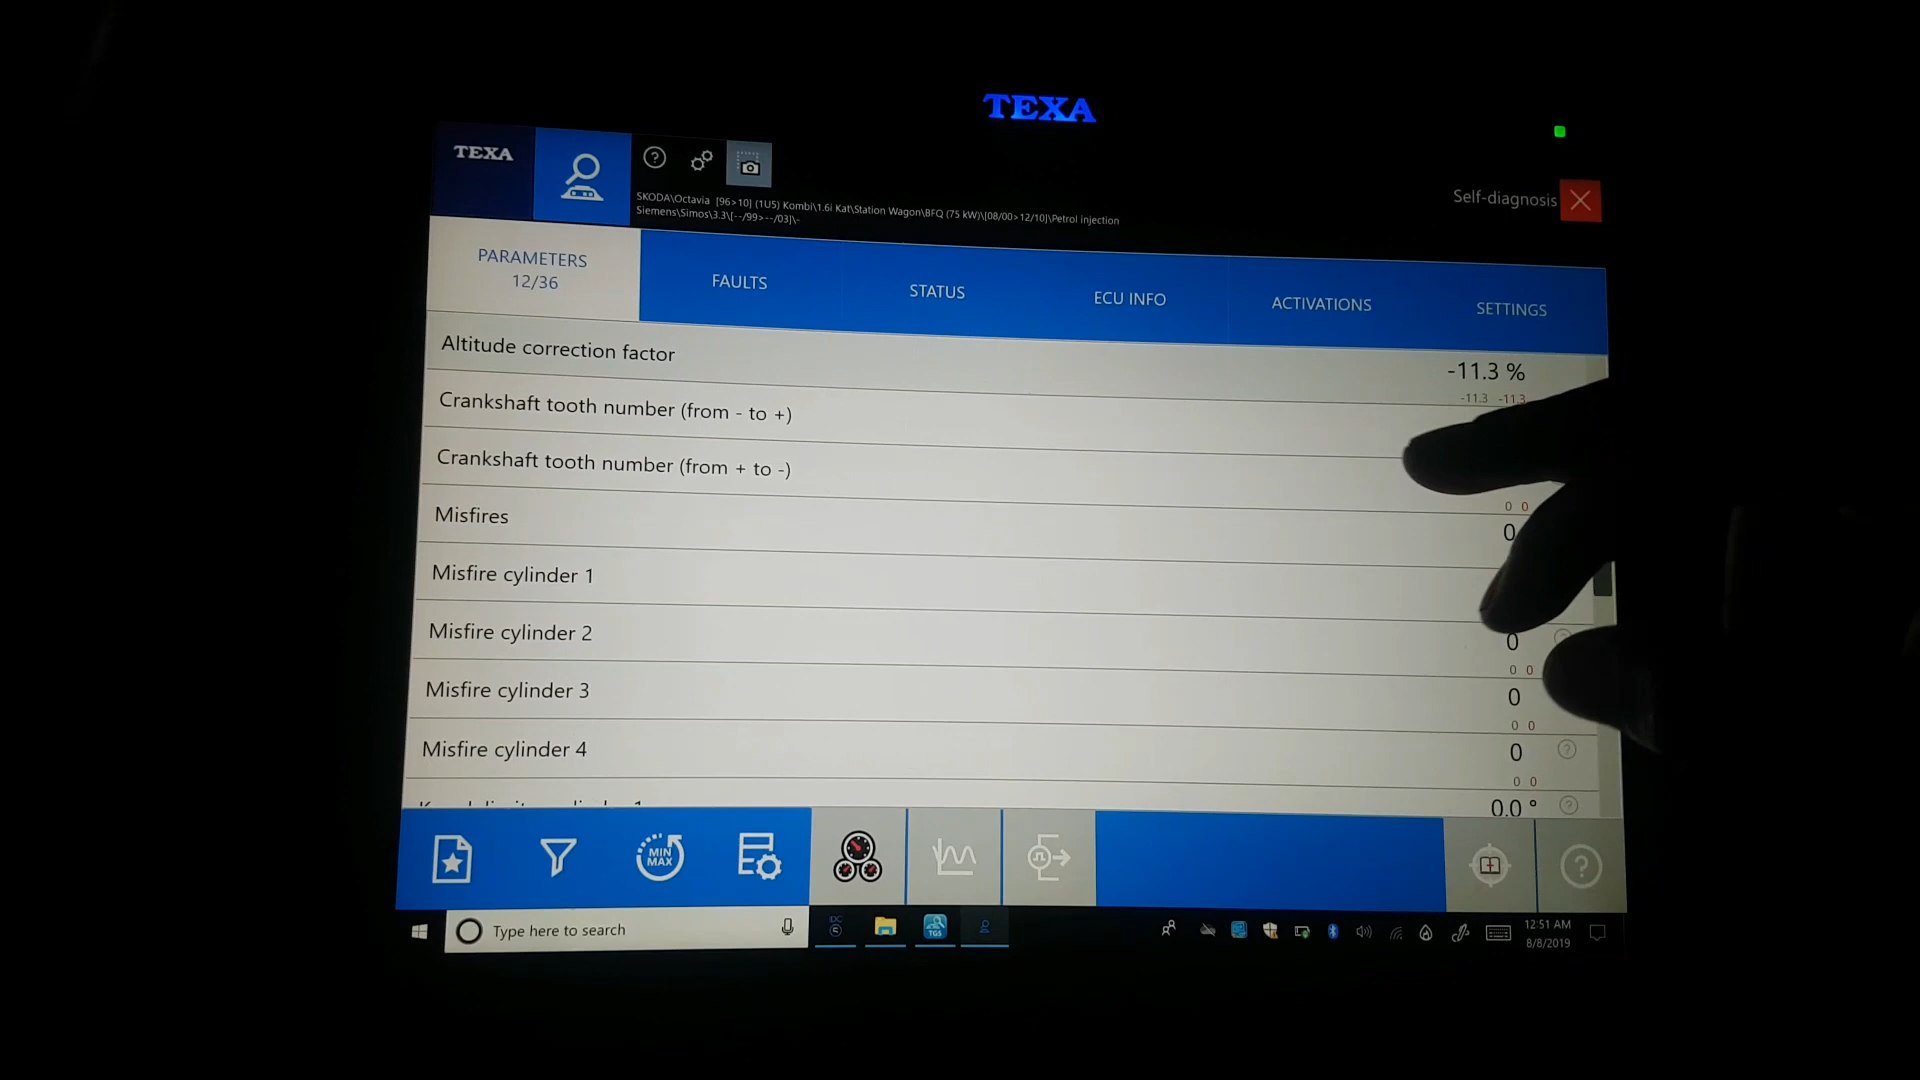 TEXA
TEXA
SKODA\Octavia [96>10] (1U5) Kombi\1.6i Kat\Station Wagon\BFQ (75 kW)\[08/00>12/10]\Petrol injection
Siemens\Simos\3.3\[--/99>--/03]\-
Self-diagnosis
PARAMETERS
12/36
FAULTS
STATUS
ECU INFO
ACTIVATIONS
SETTINGS
Altitude correction factor
-11.3 %
-11.3 -11.3
Crankshaft tooth number (from - to +)
Crankshaft tooth number (from + to -)
0 0
Misfires
0
Misfire cylinder 1
Misfire cylinder 2
0
0 0
Misfire cylinder 3
0
0 0
Misfire cylinder 4
0
0 0
0.0 °
MIN
MAX
Type here to search
DC
TGS
12:51 AM
8/8/2019